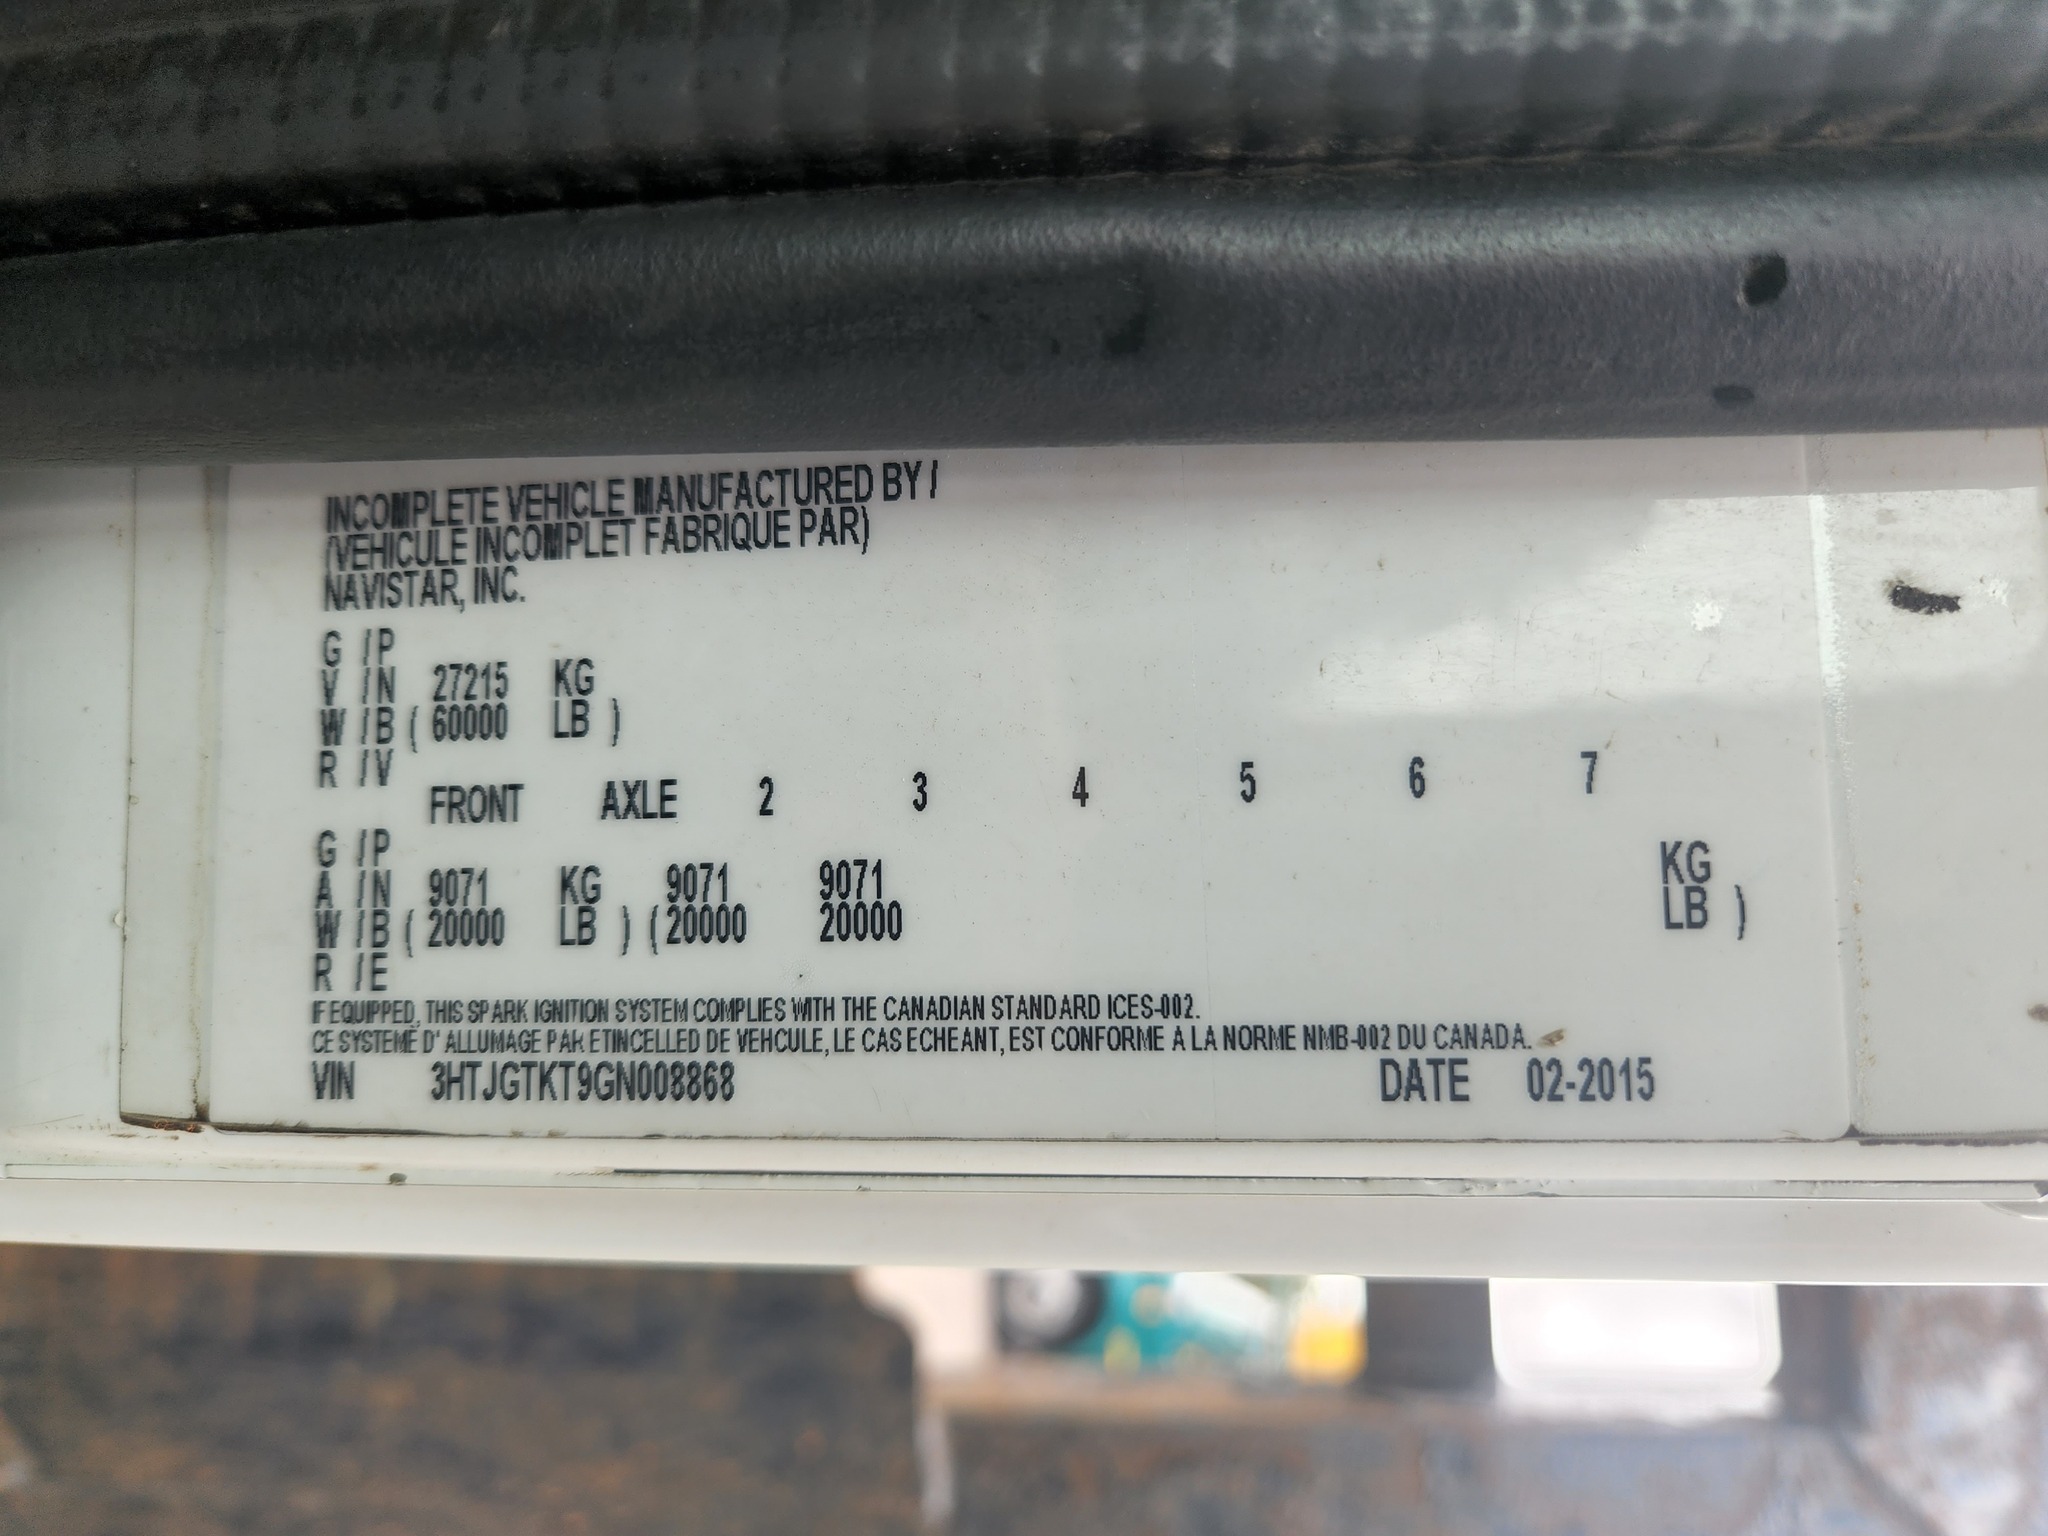 INCOMPLETE VEHICLE MANUFACTURED BY /
(VEHICULE INCOMPLET FABRIQUE PAR)
NAVISTAR, INC.
G /P
V /N 27215 KG
W /B ( 60000 LB )
R /V
FRONT AXLE 2 3 4 5 6 7
G /P
A /N 9071 KG 9071 9071 KG
W /B ( 20000 LB ) ( 20000 20000 LB )
R /E
IF EQUIPPED, THIS SPARK IGNITION SYSTEM COMPLIES WITH THE CANADIAN STANDARD ICES-002.
CE SYSTEME D' ALLUMAGE PAR ETINCELLED DE VEHCULE, LE CAS ECHEANT, EST CONFORME A LA NORME NMB-002 DU CANADA.
VIN 3HTJGTKT9GN008868 DATE 02-2015